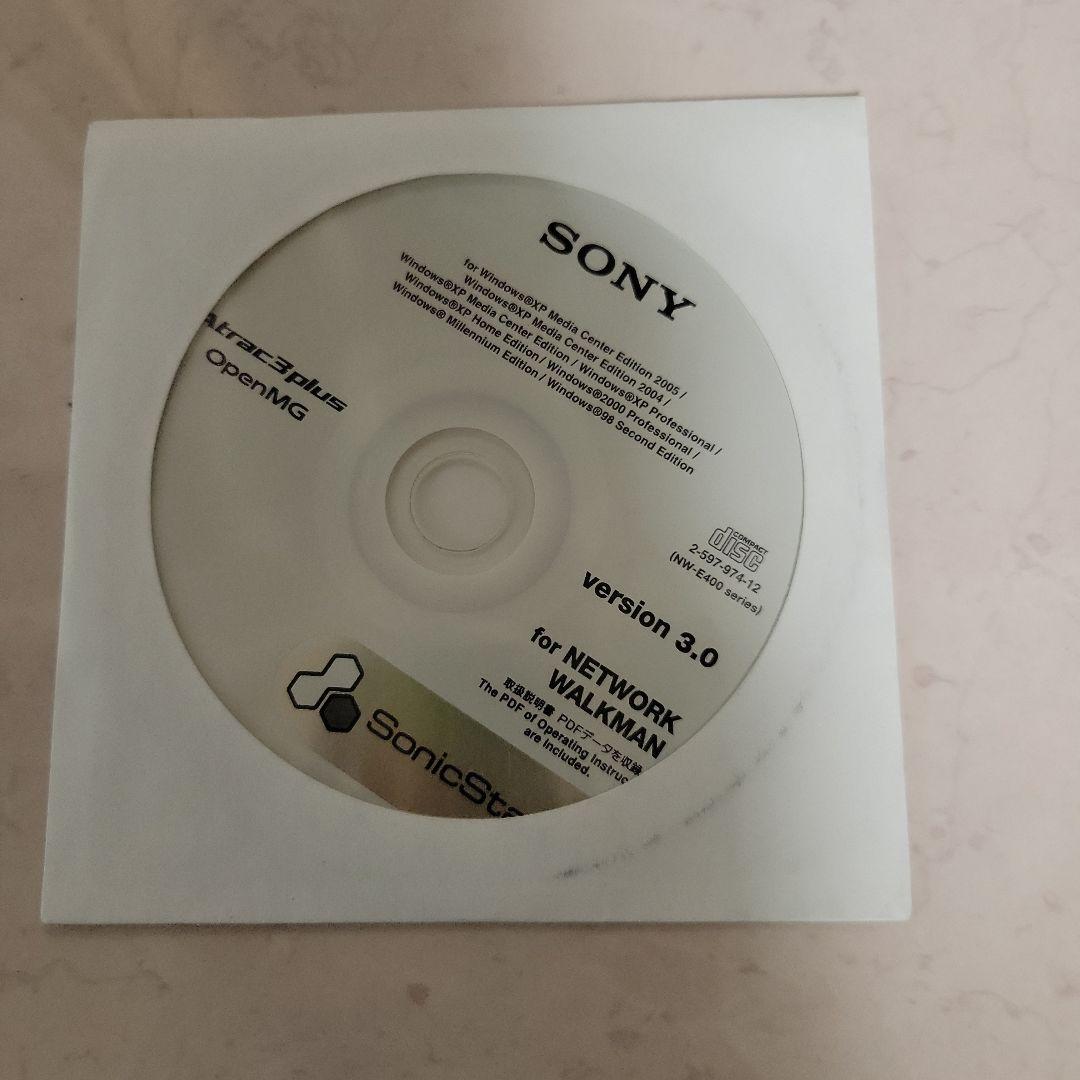 SONY
for Windows®XP Media Center Edition 2005 /
Windows®XP Media Center Edition 2004 /
Windows®XP Media Center Edition / Windows®XP Professional /
Windows®XP Home Edition / Windows®2000 Professional /
Windows® Millennium Edition / Windows®98 Second Edition
Atrac3plus
OpenMG
COMPACT
disc
2-597-974-12
(NW-E400 series)
version 3.0
for NETWORK
WALKMAN
取扱説明書 PDFデータを収録
The PDF of Operating Instruc
are included.
SonicSta